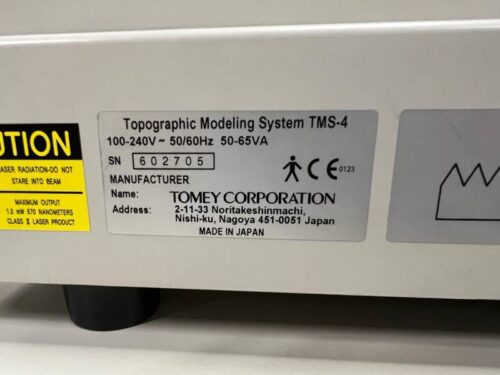 CAUTION
LASER RADIATION-DO NOT
STARE INTO BEAM
MAXIMUM OUTPUT
1.0 mW 670 NANOMETERS
CLASS II LASER PRODUCT
Topographic Modeling System TMS-4
100-240V ~ 50/60Hz 50-65VA
SN 602705
CE 0123
MANUFACTURER
Name: TOMEY CORPORATION
Address: 2-11-33 Noritakeshinmachi,
Nishi-ku, Nagoya 451-0051 Japan
MADE IN JAPAN